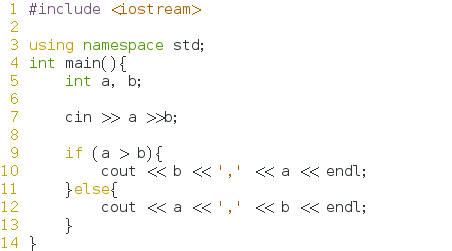 1 #include <iostream>
2
3 using namespace std;
4 int main(){
5     int a, b;
6
7     cin >> a >>b;
8
9     if (a > b){
10         cout << b << ',' << a << endl;
11     }else{
12         cout << a << ',' << b << endl;
13     }
14 }